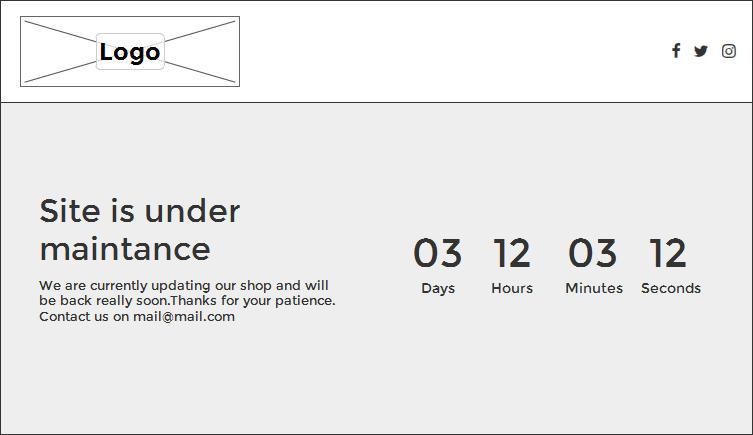 Logo
Site is under
maintance
We are currently updating our shop and will
be back really soon.Thanks for your patience.
Contact us on mail@mail.com
03 12 03 12
Days Hours Minutes Seconds